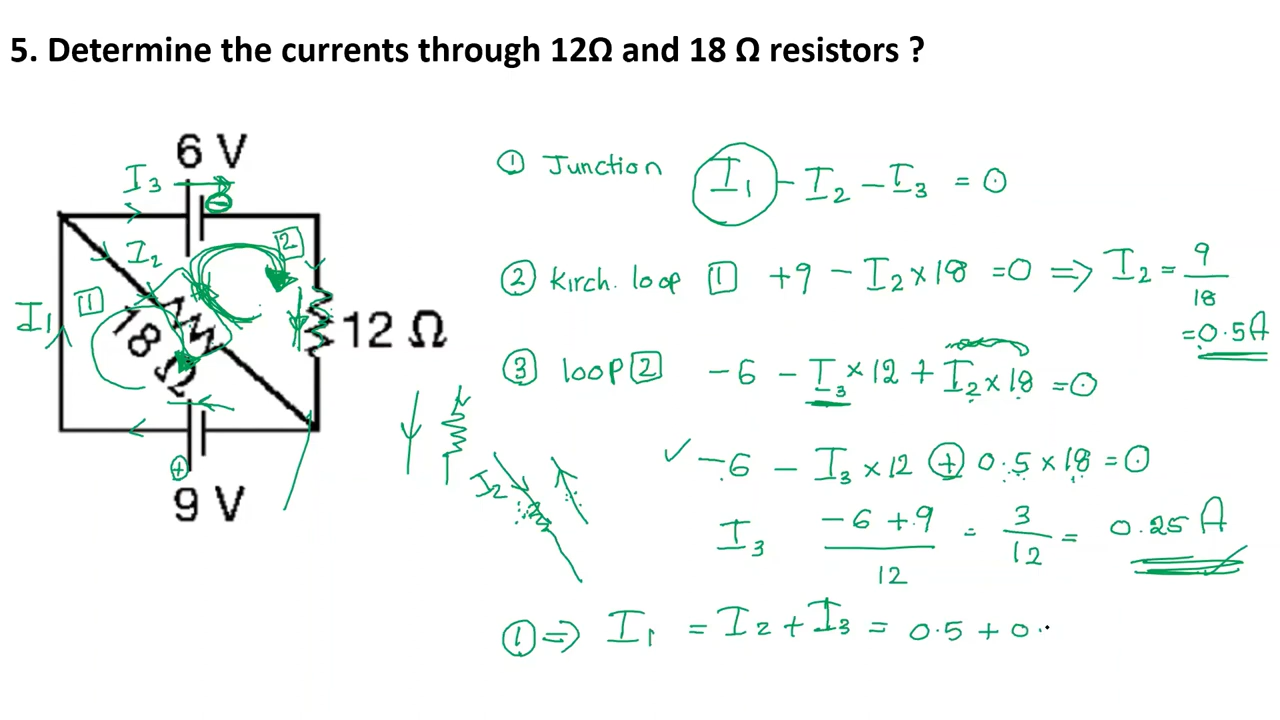 5. Determine the currents through 12Ω and 18 Ω resistors ?
6 V
I₃
⊖
I₂
[2]
[1]
I₁
18 Ω
12 Ω
⊕
9 V
I₂
① Junction I₁ - I₂ - I₃ = 0
② Kirch. loop [1] +9 - I₂ × 18 = 0 ⇒ I₂ = 9/18
= 0.5A
③ loop [2] -6 - I₃ × 12 + I₂ × 18 = 0
✓ -6 - I₃ × 12 ⊕ 0.5 × 18 = 0
I₃ (-6 + 9)/12 = 3/12 = 0.25 A
① ⇒ I₁ = I₂ + I₃ = 0.5 + 0.